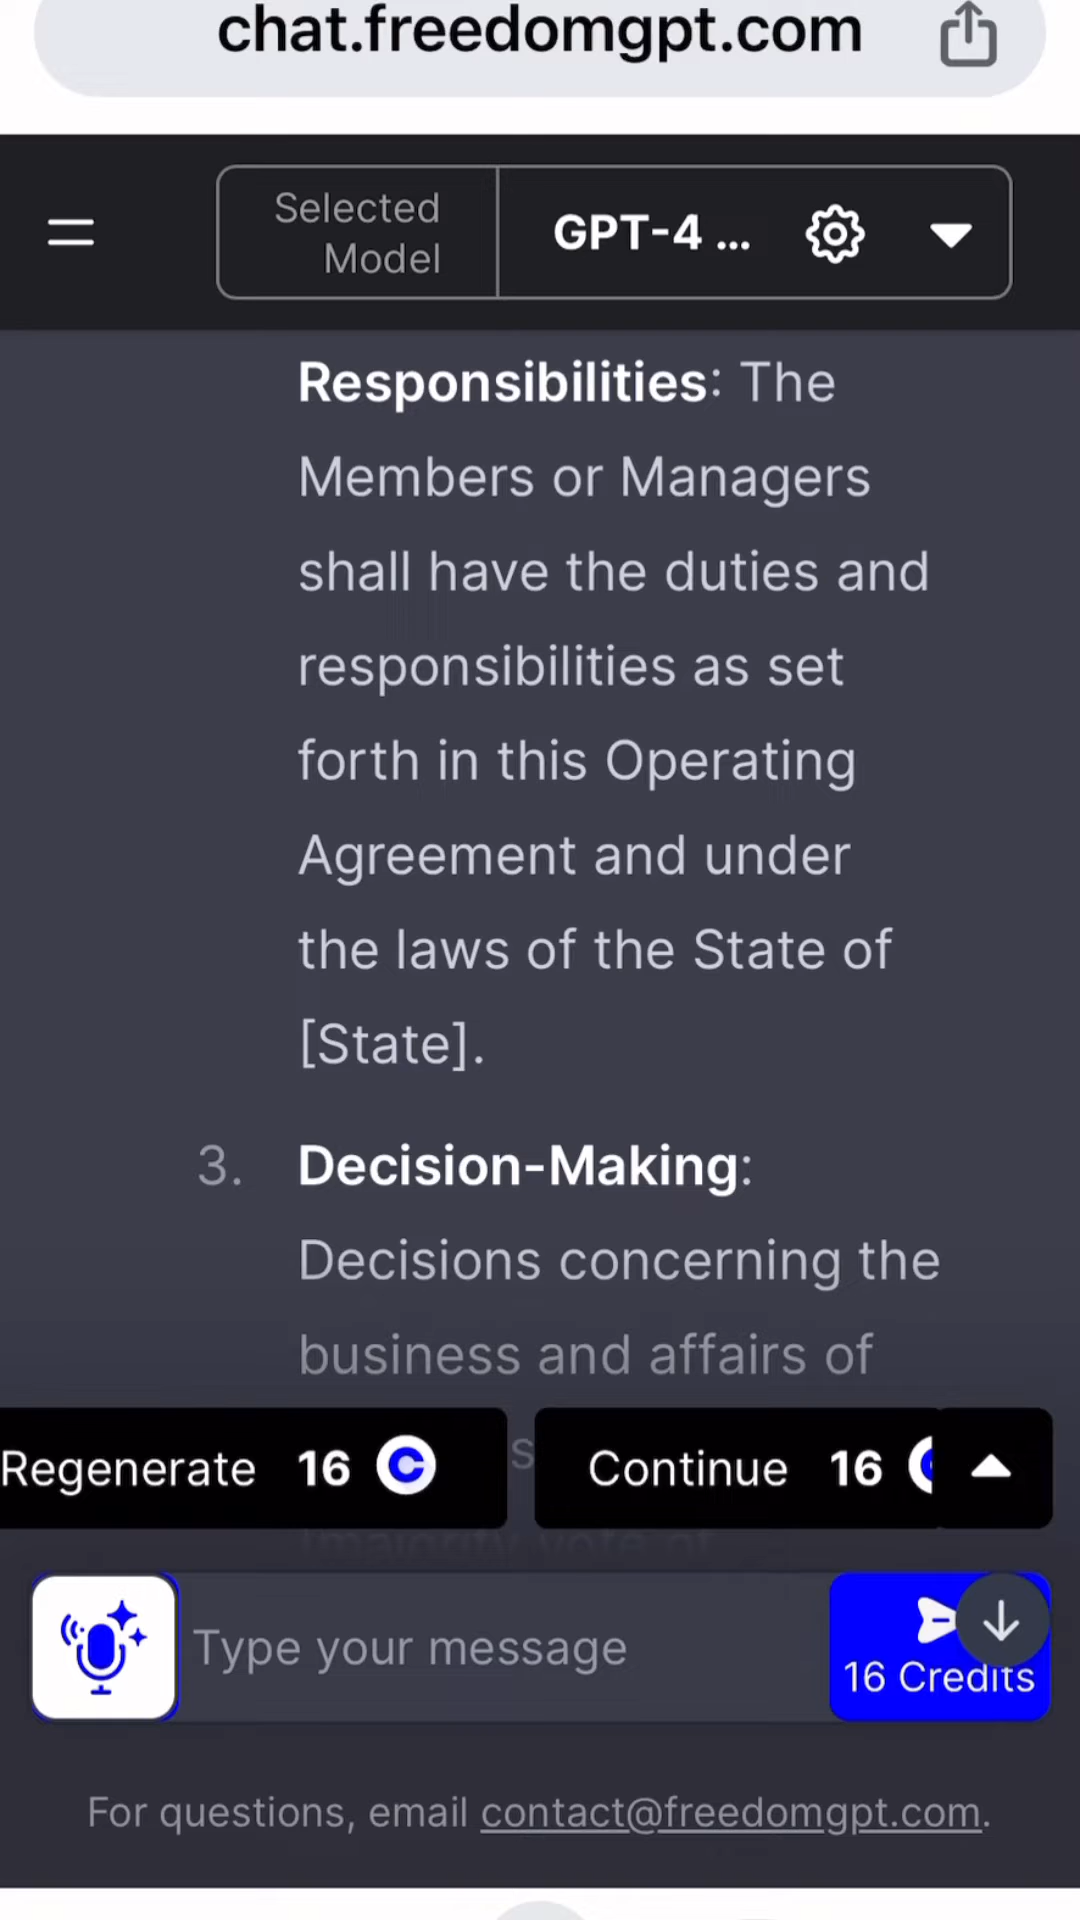 chat.freedomgpt.com
Selected
Model
GPT-4 ...
Responsibilities: The
Members or Managers
shall have the duties and
responsibilities as set
forth in this Operating
Agreement and under
the laws of the State of
[State].
3. Decision-Making:
Decisions concerning the
business and affairs of
Regenerate 16 C
Continue 16
[majority vote of
Type your message
16 Credits
For questions, email contact@freedomgpt.com.